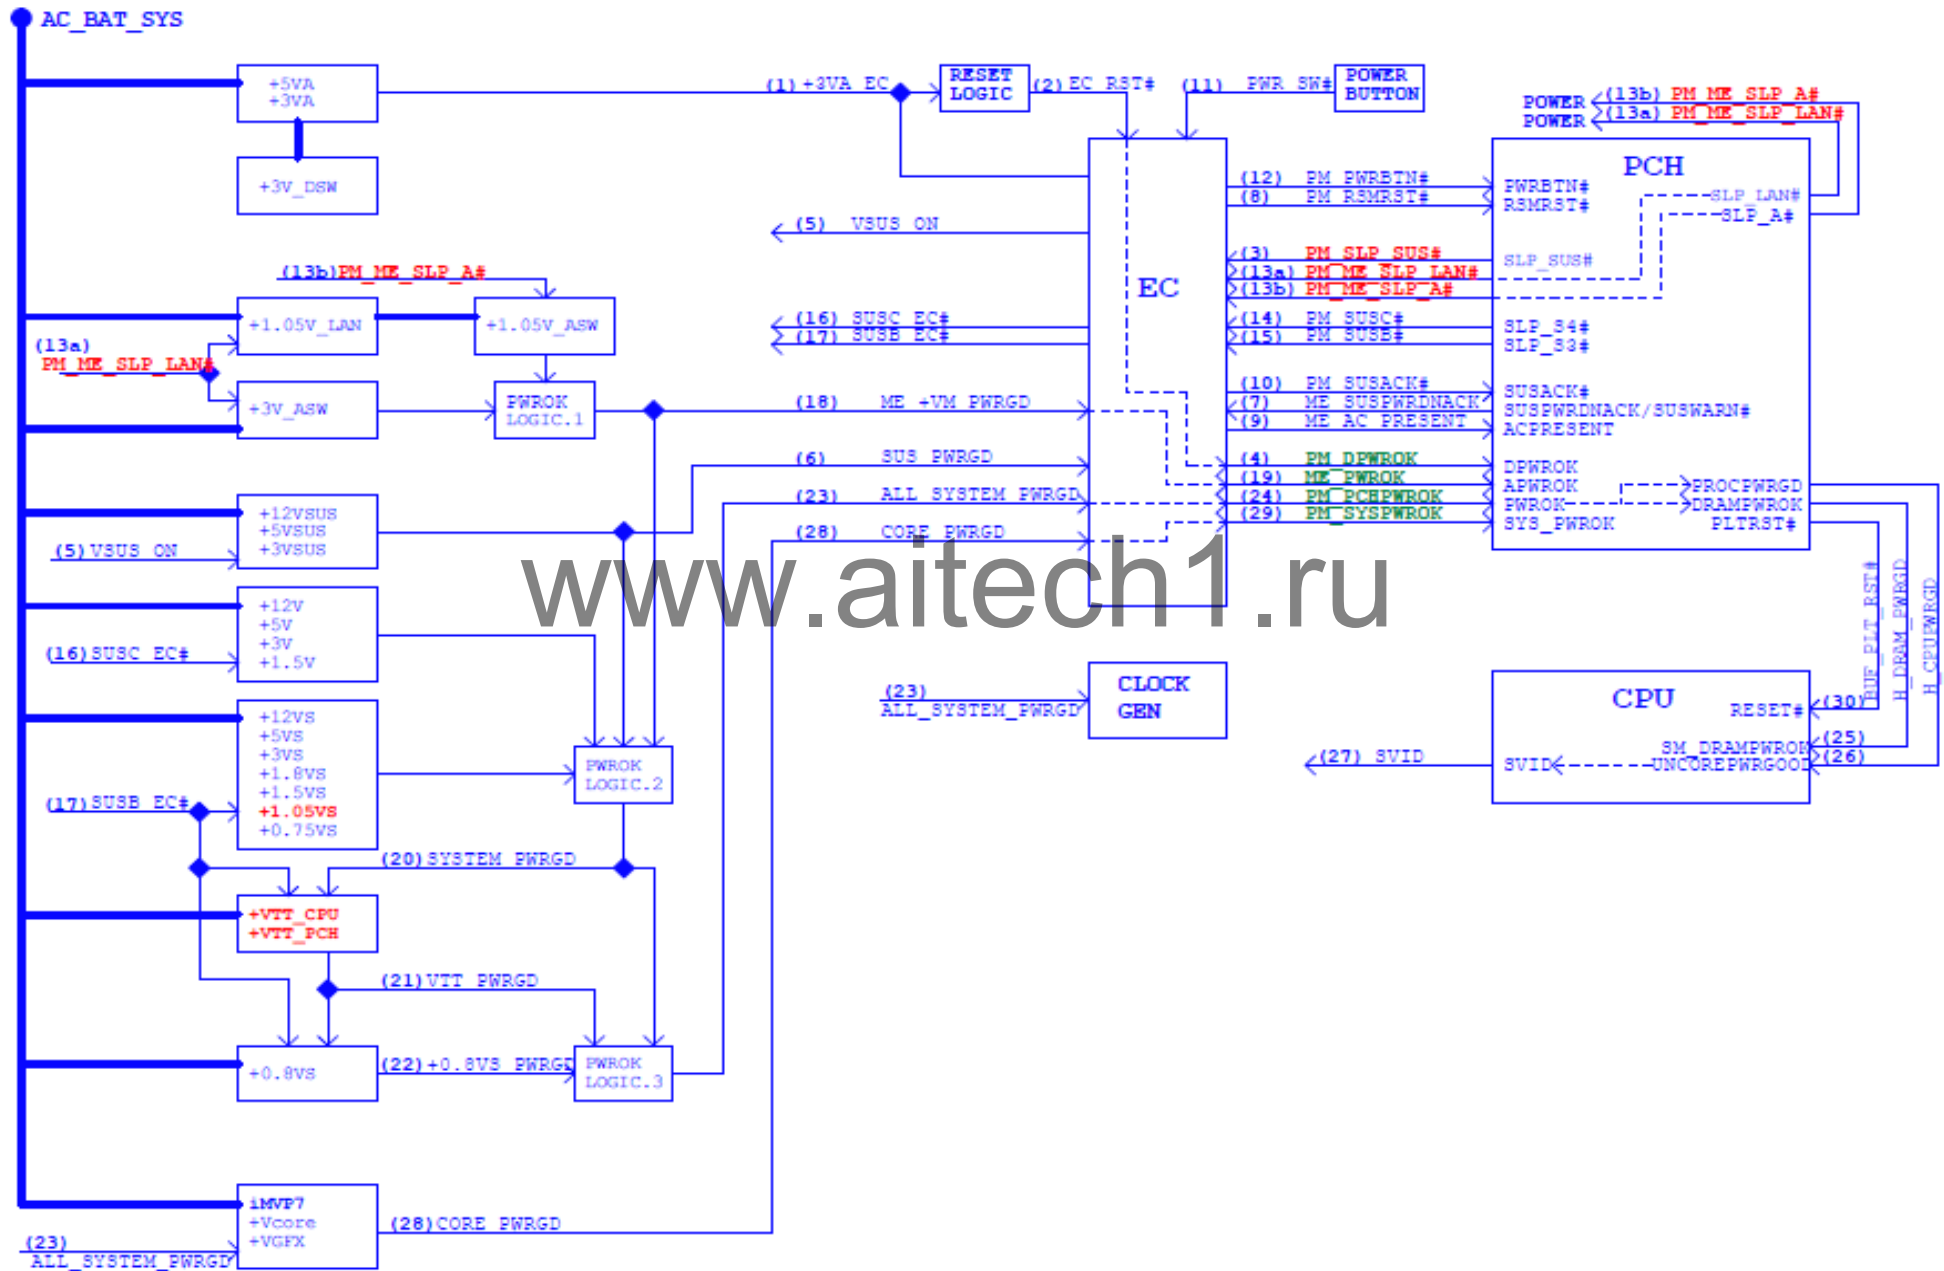 AC_BAT_SYS
+5VA
+3VA
+3V_DSW
(1) +3VA_EC
RESET
LOGIC
(2) EC_RST#
(11) PWR_SW#
POWER
BUTTON
POWER (13b) PM_ME_SLP_A#
POWER (13a) PM_ME_SLP_LAN#
PCH
SLP_LAN#
SLP_A#
(12) PM_PWRBTN# PWRBTN#
(8) PM_RSMRST# RSMRST#
(5) VSUS_ON
EC
(3) PM_SLP_SUS# SLP_SUS#
(13a) PM_ME_SLP_LAN#
(13b) PM_ME_SLP_A#
(13b) PM_ME_SLP_A#
+1.05V_LAN
+1.05V_ASW
(13a)
PM_ME_SLP_LAN#
+3V_ASW
PWROK
LOGIC.1
(16) SUSC_EC#
(17) SUSB_EC#
(14) PM_SUSC# SLP_S4#
(15) PM_SUSB# SLP_S3#
(18) ME_+VM_PWRGD
(10) PM_SUSACK# SUSACK#
(7) ME_SUSPWRDNACK SUSPWRDNACK/SUSWARN#
(9) ME_AC_PRESENT ACPRESENT
(6) SUS_PWRGD
(23) ALL_SYSTEM_PWRGD
(28) CORE_PWRGD
(4) PM_DPWROK DPWROK
(19) ME_PWROK APWROK
(24) PM_PCHPWROK PWROK
(29) PM_SYSPWROK SYS_PWROK
PROCPWRGD
DRAMPWROK
PLTRST#
+12VSUS
+5VSUS
+3VSUS
(5) VSUS_ON
www.aitech1.ru
+12V
+5V
+3V
+1.5V
(16) SUSC_EC#
BUF_PLT_RST#
H_DRAM_PWRGD
H_CPUPWRGD
(23)
ALL_SYSTEM_PWRGD
CLOCK
GEN
CPU
RESET# (30)
SM_DRAMPWROK (25)
UNCOREPWRGOOD (26)
(27) SVID
SVID
+12VS
+5VS
+3VS
+1.8VS
+1.5VS
+1.05VS
+0.75VS
(17) SUSB_EC#
PWROK
LOGIC.2
(20) SYSTEM_PWRGD
+VTT_CPU
+VTT_PCH
(21) VTT_PWRGD
+0.8VS
(22) +0.8VS_PWRGD
PWROK
LOGIC.3
iMVP7
+Vcore
+VGFX
(28) CORE_PWRGD
(23)
ALL_SYSTEM_PWRGD